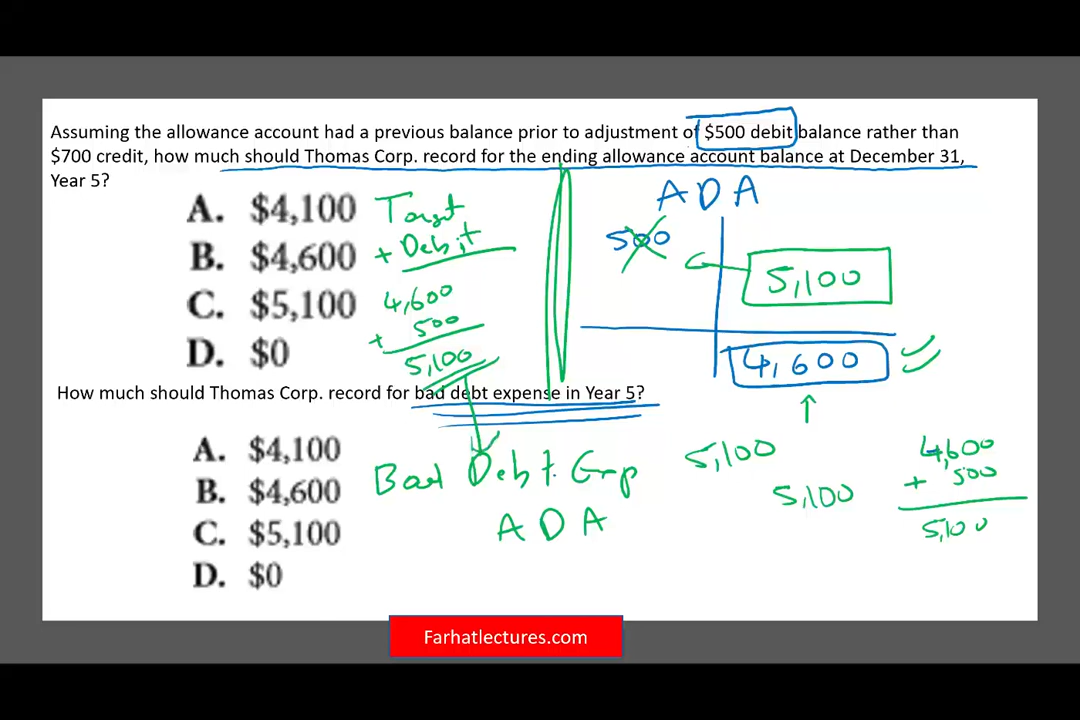 Assuming the allowance account had a previous balance prior to adjustment of $500 debit balance rather than
$700 credit, how much should Thomas Corp. record for the ending allowance account balance at December 31,
Year 5?
A. $4,100
B. $4,600
C. $5,100
D. $0
Target
+ Debit
4,600
+ 500
5,100
A D A
500
5,100
4,600
How much should Thomas Corp. record for bad debt expense in Year 5?
A. $4,100
B. $4,600
C. $5,100
D. $0
Bad Debt Exp 5,100
A D A 5,100
4,600
+ 500
5,100
Farhatlectures.com